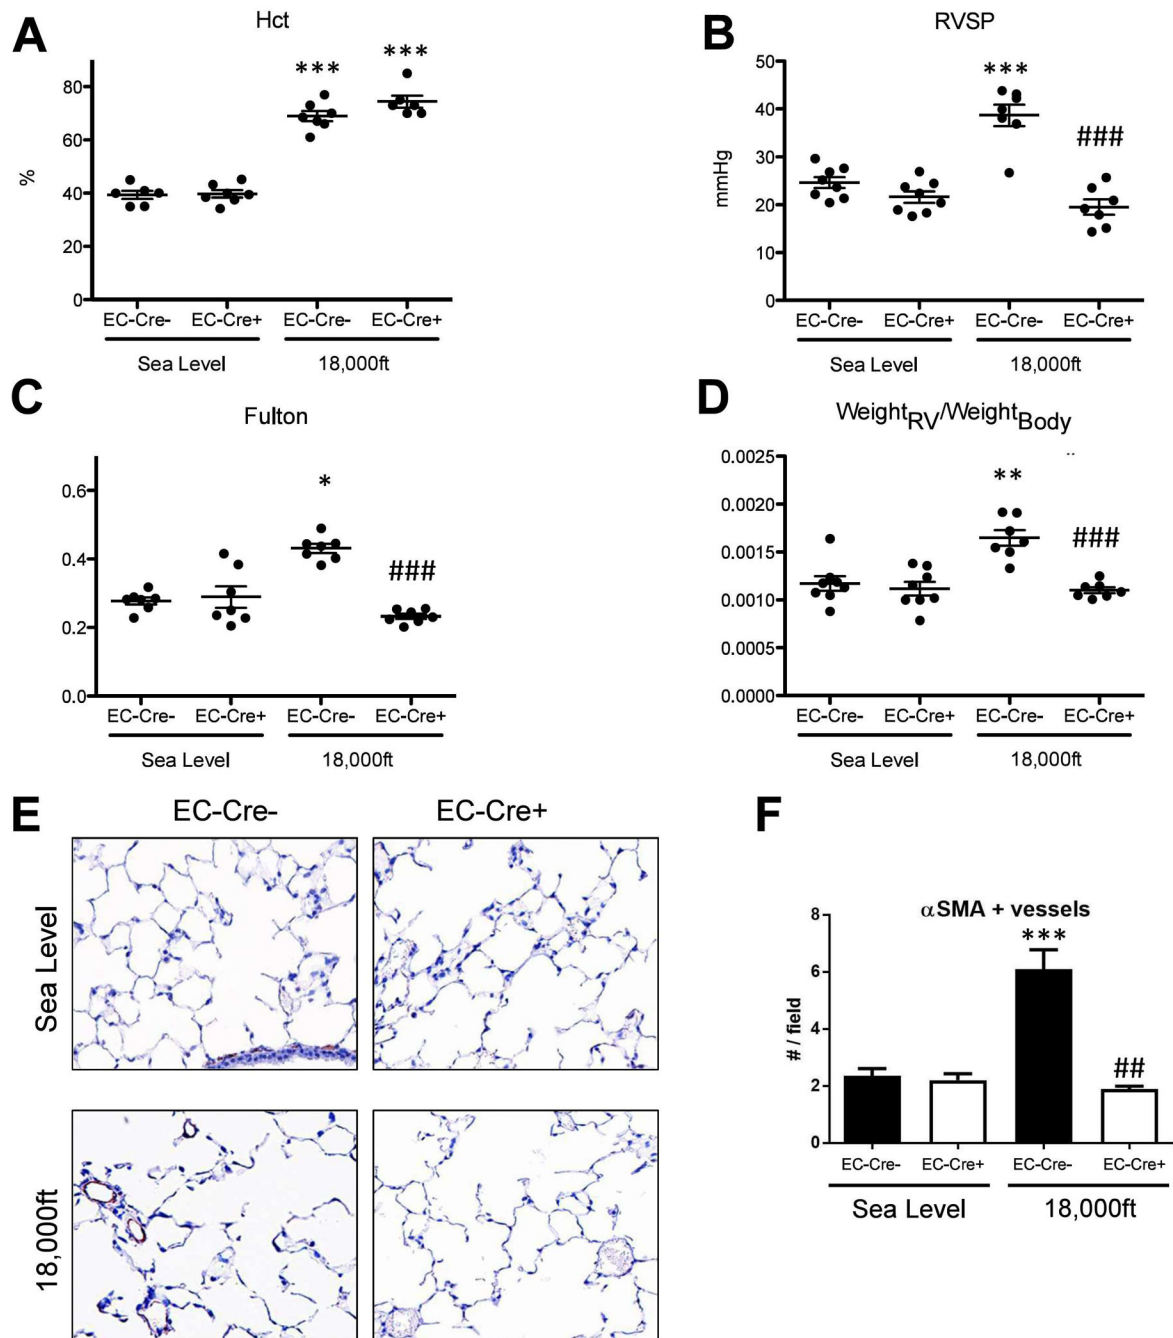 A
Hct
***
***
80
60
%
40
20
0
EC-Cre- EC-Cre+ EC-Cre- EC-Cre+
Sea Level 18,000ft
B
RVSP
50
***
40
###
30
mmHg
20
10
0
EC-Cre- EC-Cre+ EC-Cre- EC-Cre+
Sea Level 18,000ft
C
Fulton
0.6
*
0.4
###
0.2
0.0
EC-Cre- EC-Cre+ EC-Cre- EC-Cre+
Sea Level 18,000ft
D
WeightRV/WeightBody
0.0025
**
0.0020
###
0.0015
0.0010
0.0005
0.0000
EC-Cre- EC-Cre+ EC-Cre- EC-Cre+
Sea Level 18,000ft
E
EC-Cre- EC-Cre+
Sea Level
18,000ft
F
αSMA + vessels
8
***
6
# / field
4
##
2
0
EC-Cre- EC-Cre+ EC-Cre- EC-Cre+
Sea Level 18,000ft